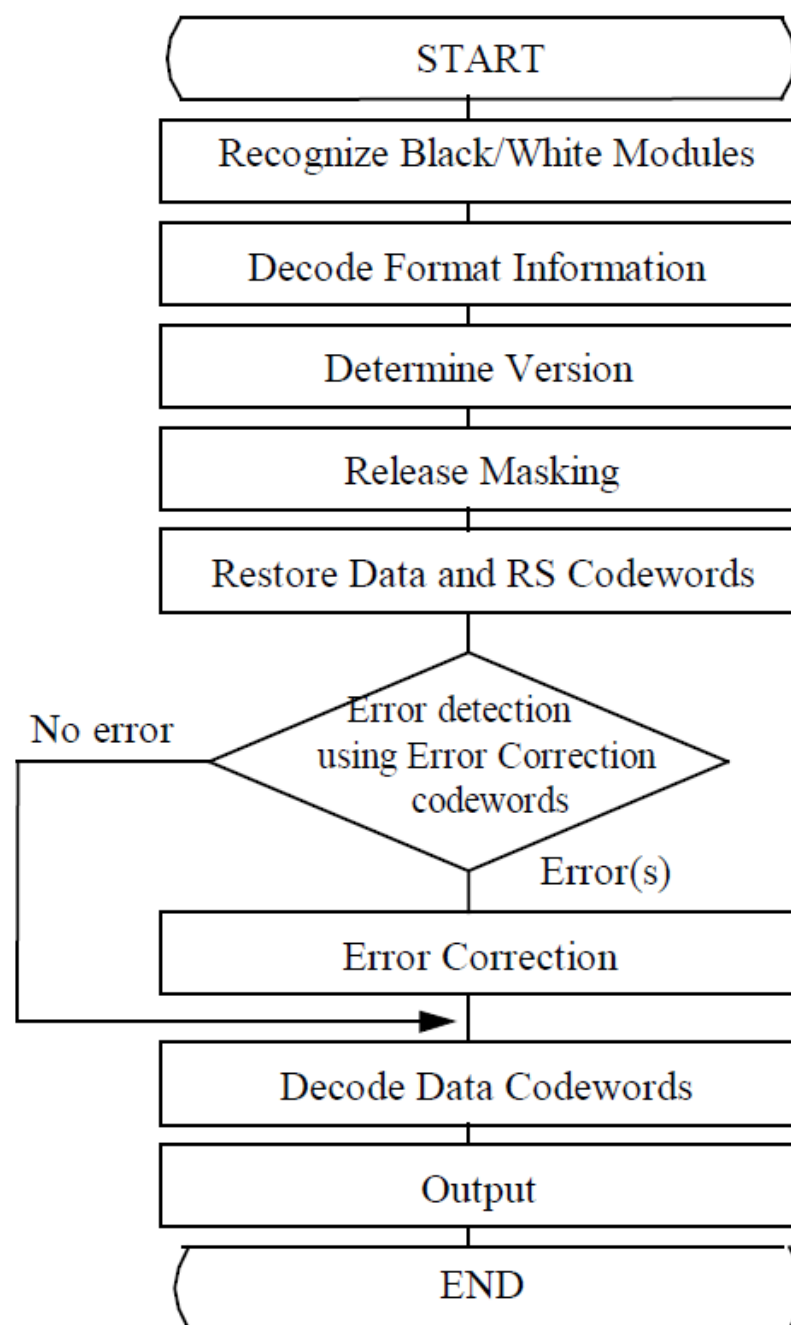 START
Recognize Black/White Modules
Decode Format Information
Determine Version
Release Masking
Restore Data and RS Codewords
Error detection
using Error Correction
codewords
No error
Error(s)
Error Correction
Decode Data Codewords
Output
END